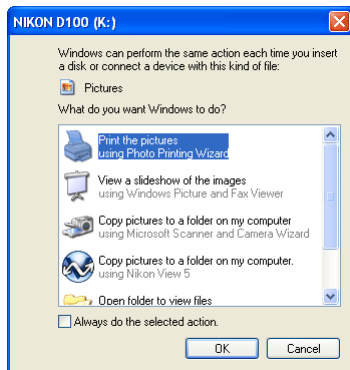 NIKON D100 (K:)
Windows can perform the same action each time you insert
a disk or connect a device with this kind of file:
Pictures
What do you want Windows to do?
Print the pictures
using Photo Printing Wizard
View a slideshow of the images
using Windows Picture and Fax Viewer
Copy pictures to a folder on my computer
using Microsoft Scanner and Camera Wizard
Copy pictures to a folder on my computer.
using Nikon View 5
Open folder to view files
Always do the selected action.
OK
Cancel